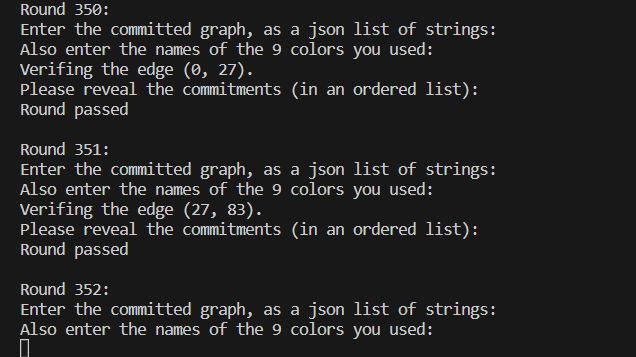 Round 350:
Enter the committed graph, as a json list of strings:
Also enter the names of the 9 colors you used:
Verifing the edge (0, 27).
Please reveal the commitments (in an ordered list):
Round passed
Round 351:
Enter the committed graph, as a json list of strings:
Also enter the names of the 9 colors you used:
Verifing the edge (27, 83).
Please reveal the commitments (in an ordered list):
Round passed
Round 352:
Enter the committed graph, as a json list of strings:
Also enter the names of the 9 colors you used: